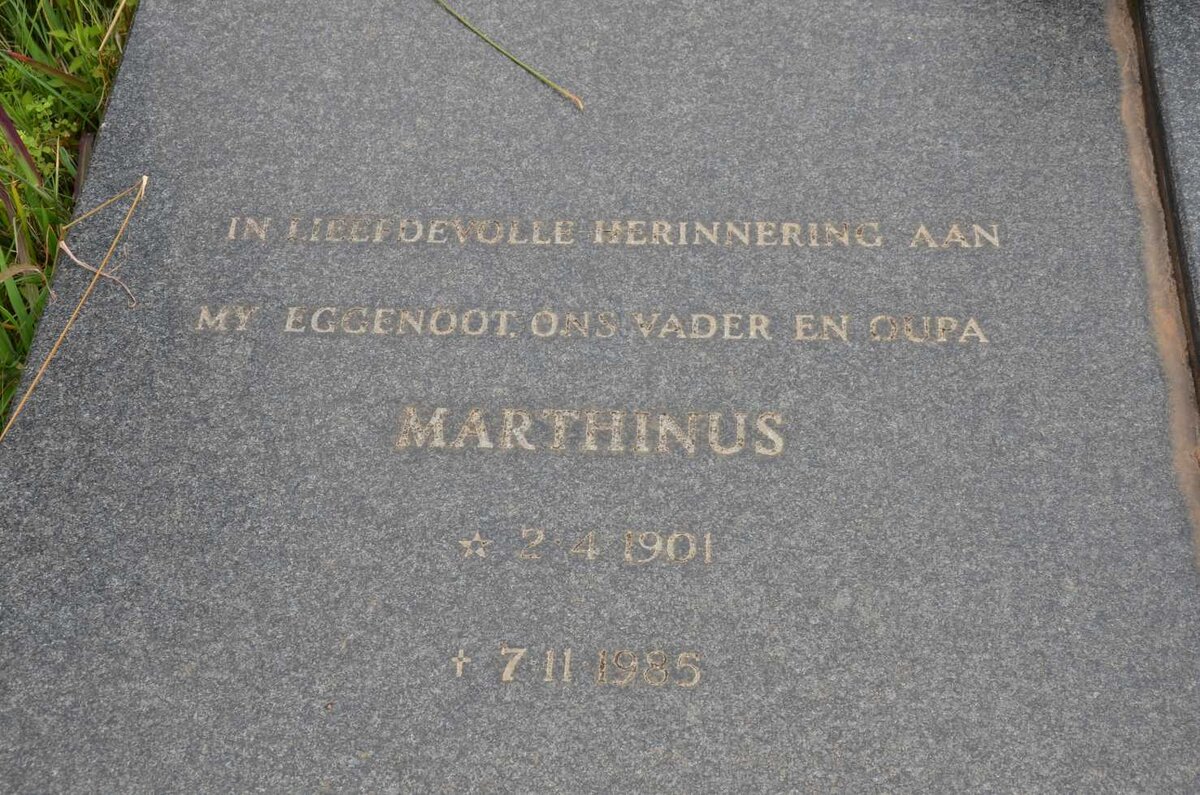 IN LIEFDEVOLLE HERINNERING AAN
MY EGGENOOT, ONS VADER EN OUPA
MARTHINUS
☆ 2·4·1901
† 7·11·1985